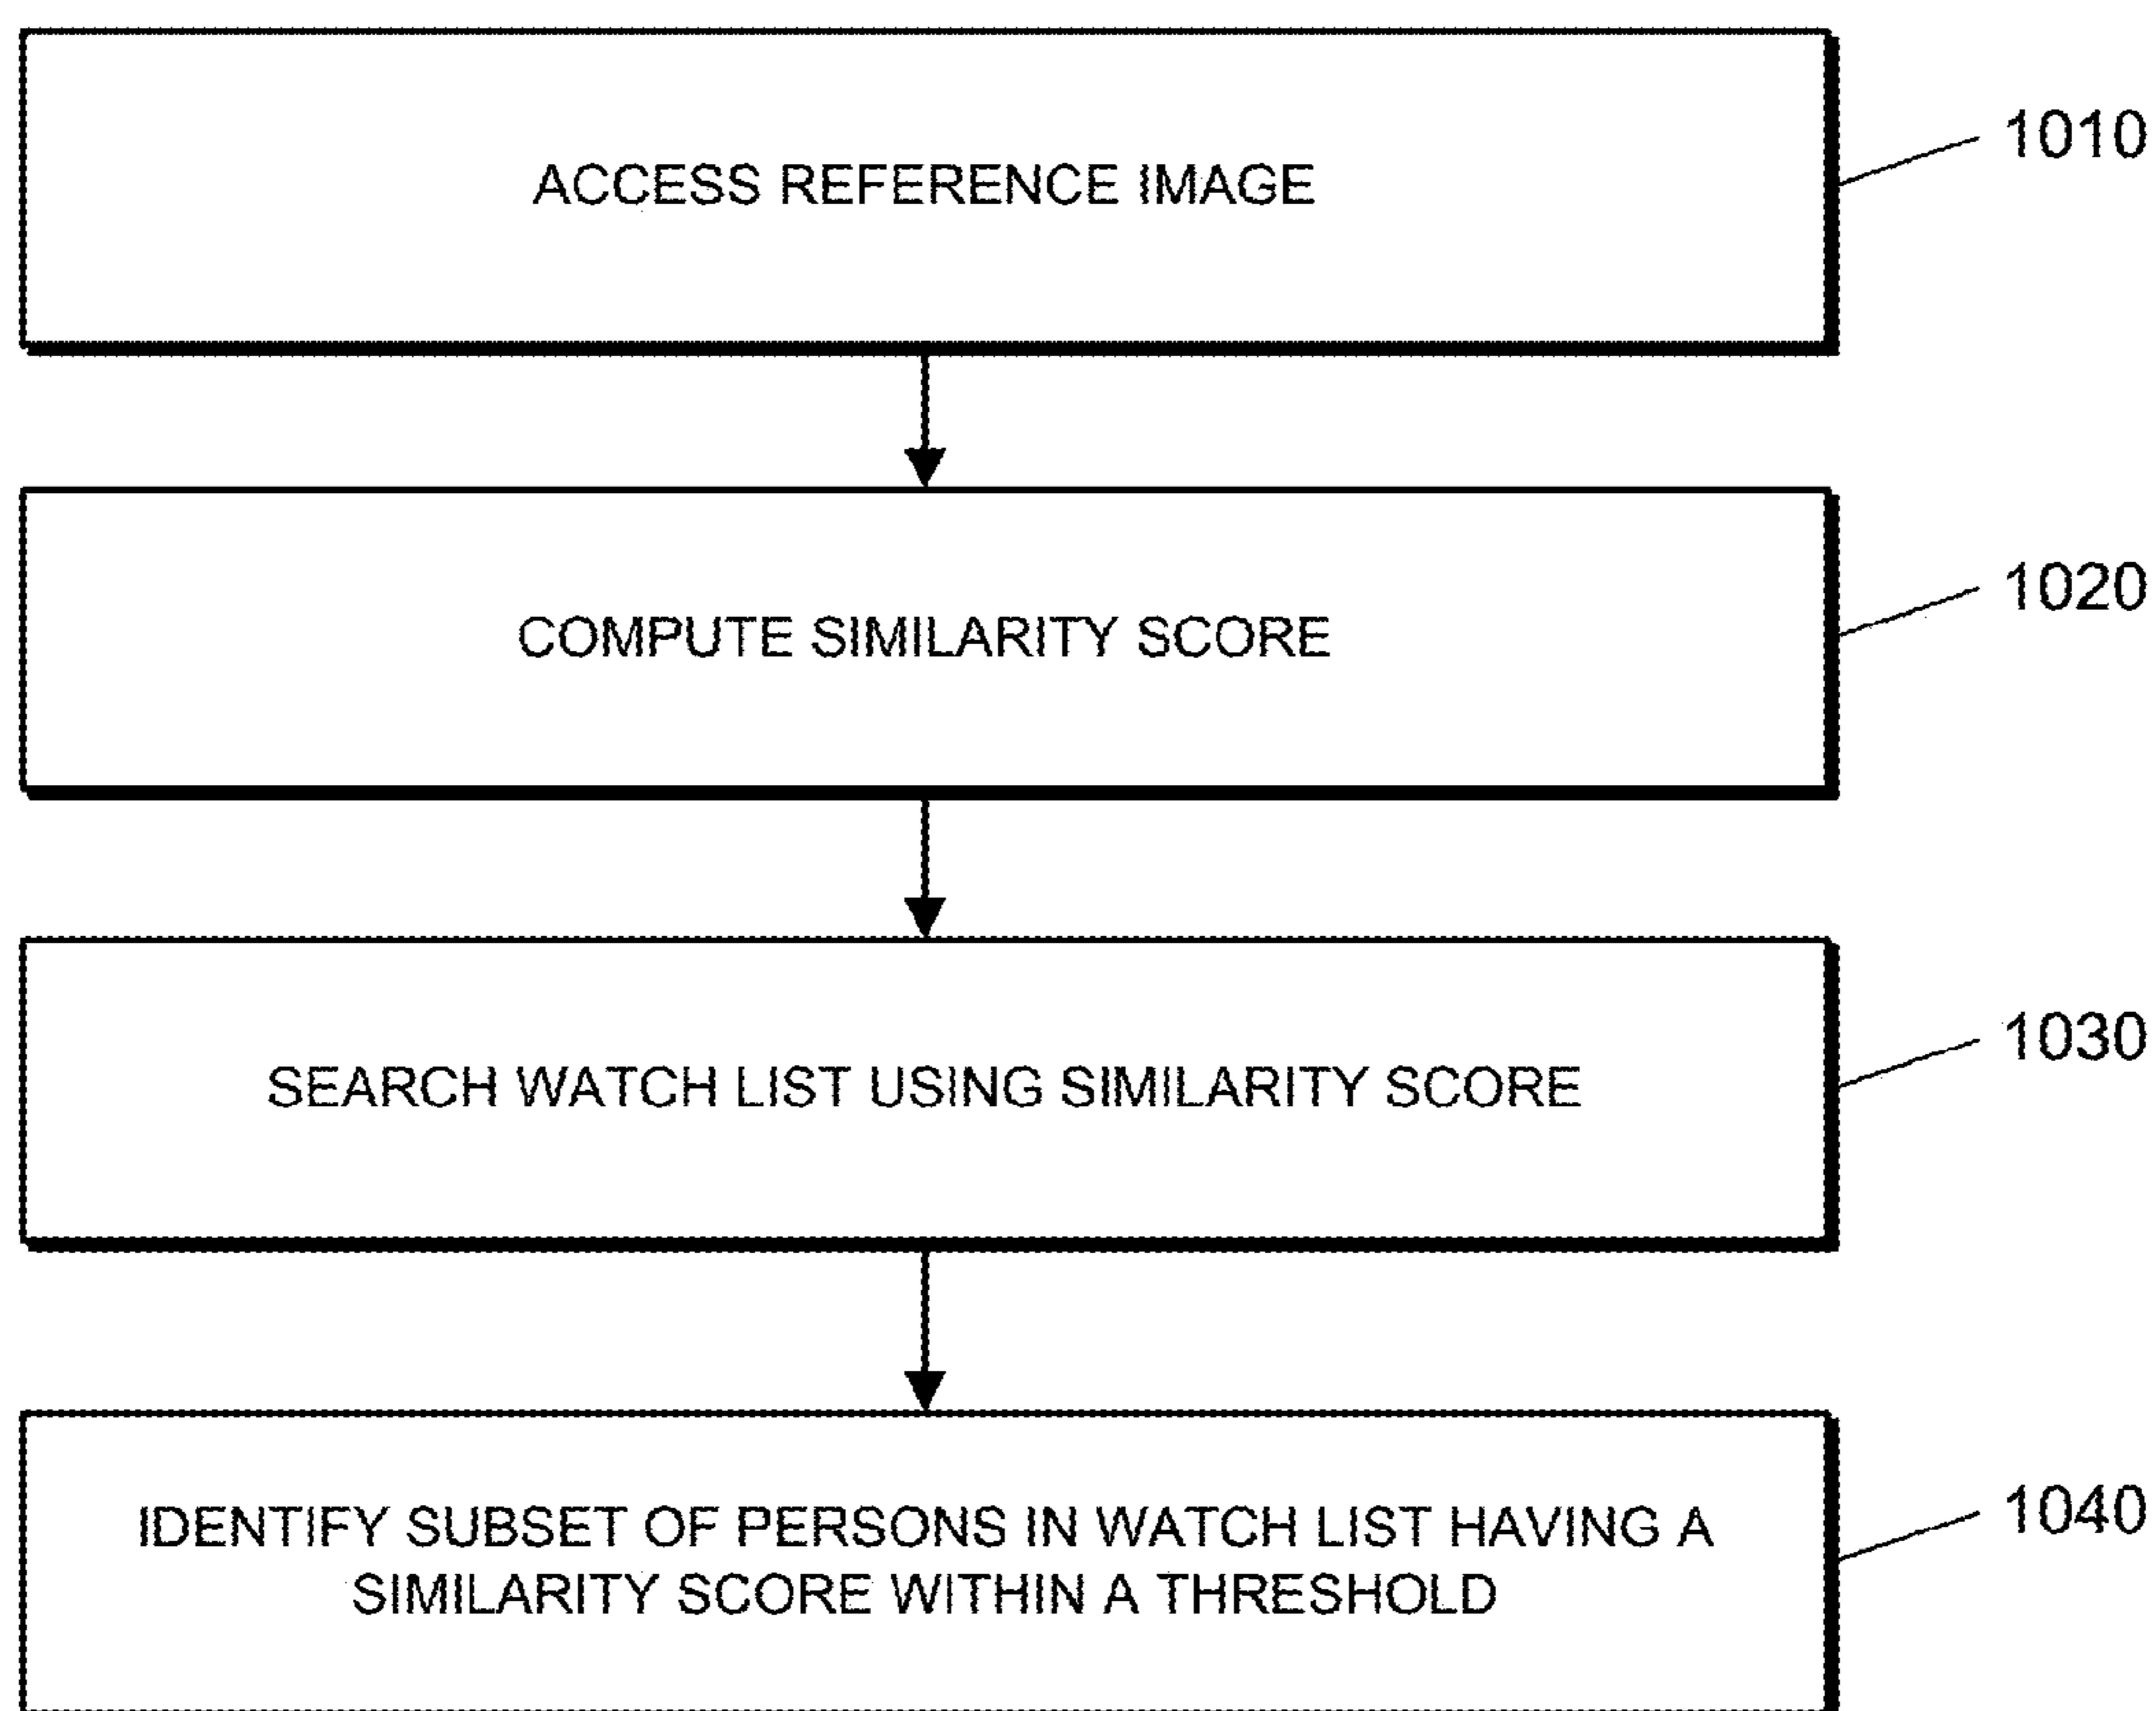 ACCESS REFERENCE IMAGE
1010
COMPUTE SIMILARITY SCORE
1020
SEARCH WATCH LIST USING SIMILARITY SCORE
1030
IDENTIFY SUBSET OF PERSONS IN WATCH LIST HAVING A
SIMILARITY SCORE WITHIN A THRESHOLD
1040